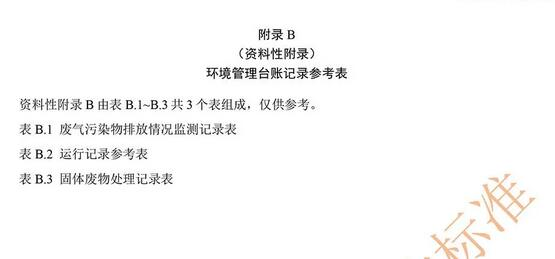 附录 B
（资料性附录）
环境管理台账记录参考表
资料性附录 B 由表 B.1~B.3 共 3 个表组成，仅供参考。
表 B.1 废气污染物排放情况监测记录表
表 B.2 运行记录参考表
表 B.3 固体废物处理记录表
标准